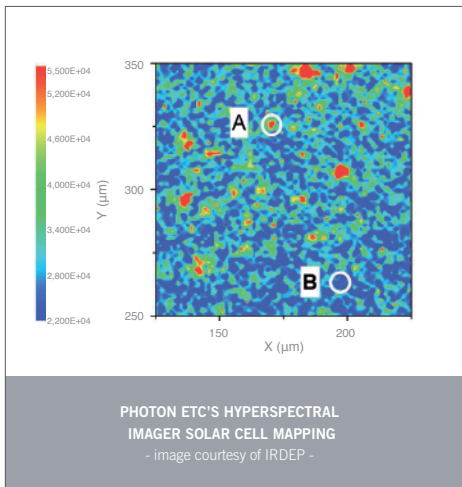 5,500E+04
5,200E+04
4,600E+04
4,000E+04
3,400E+04
2,800E+04
2,200E+04
Y (µm)
350
300
250
A
B
150
200
X (µm)
PHOTON ETC'S HYPERSPECTRAL
IMAGER SOLAR CELL MAPPING
- image courtesy of IRDEP -